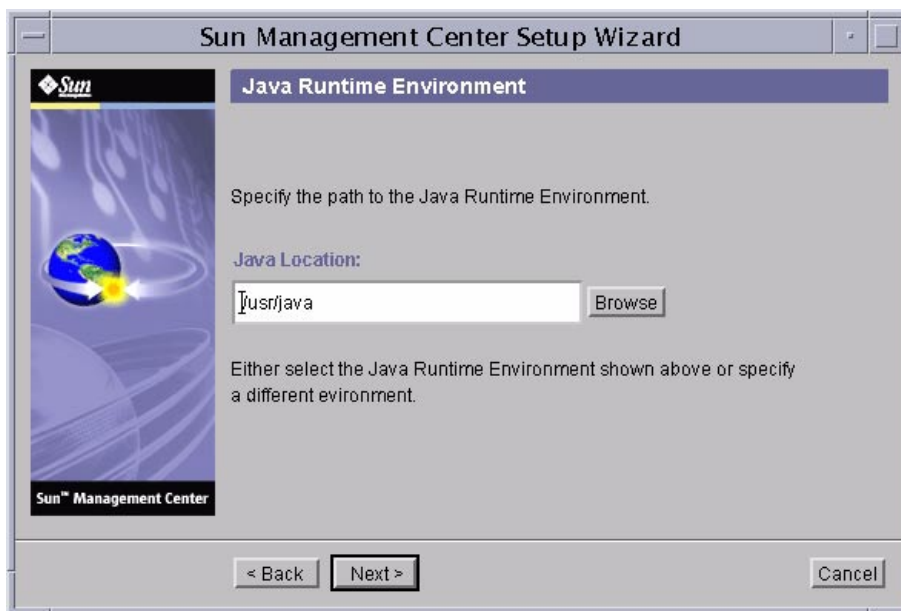 Sun Management Center Setup Wizard
Sun
Java Runtime Environment
Specify the path to the Java Runtime Environment.
Java Location:
/usr/java
Browse
Either select the Java Runtime Environment shown above or specify
a different evironment.
Sun™ Management Center
< Back
Next >
Cancel